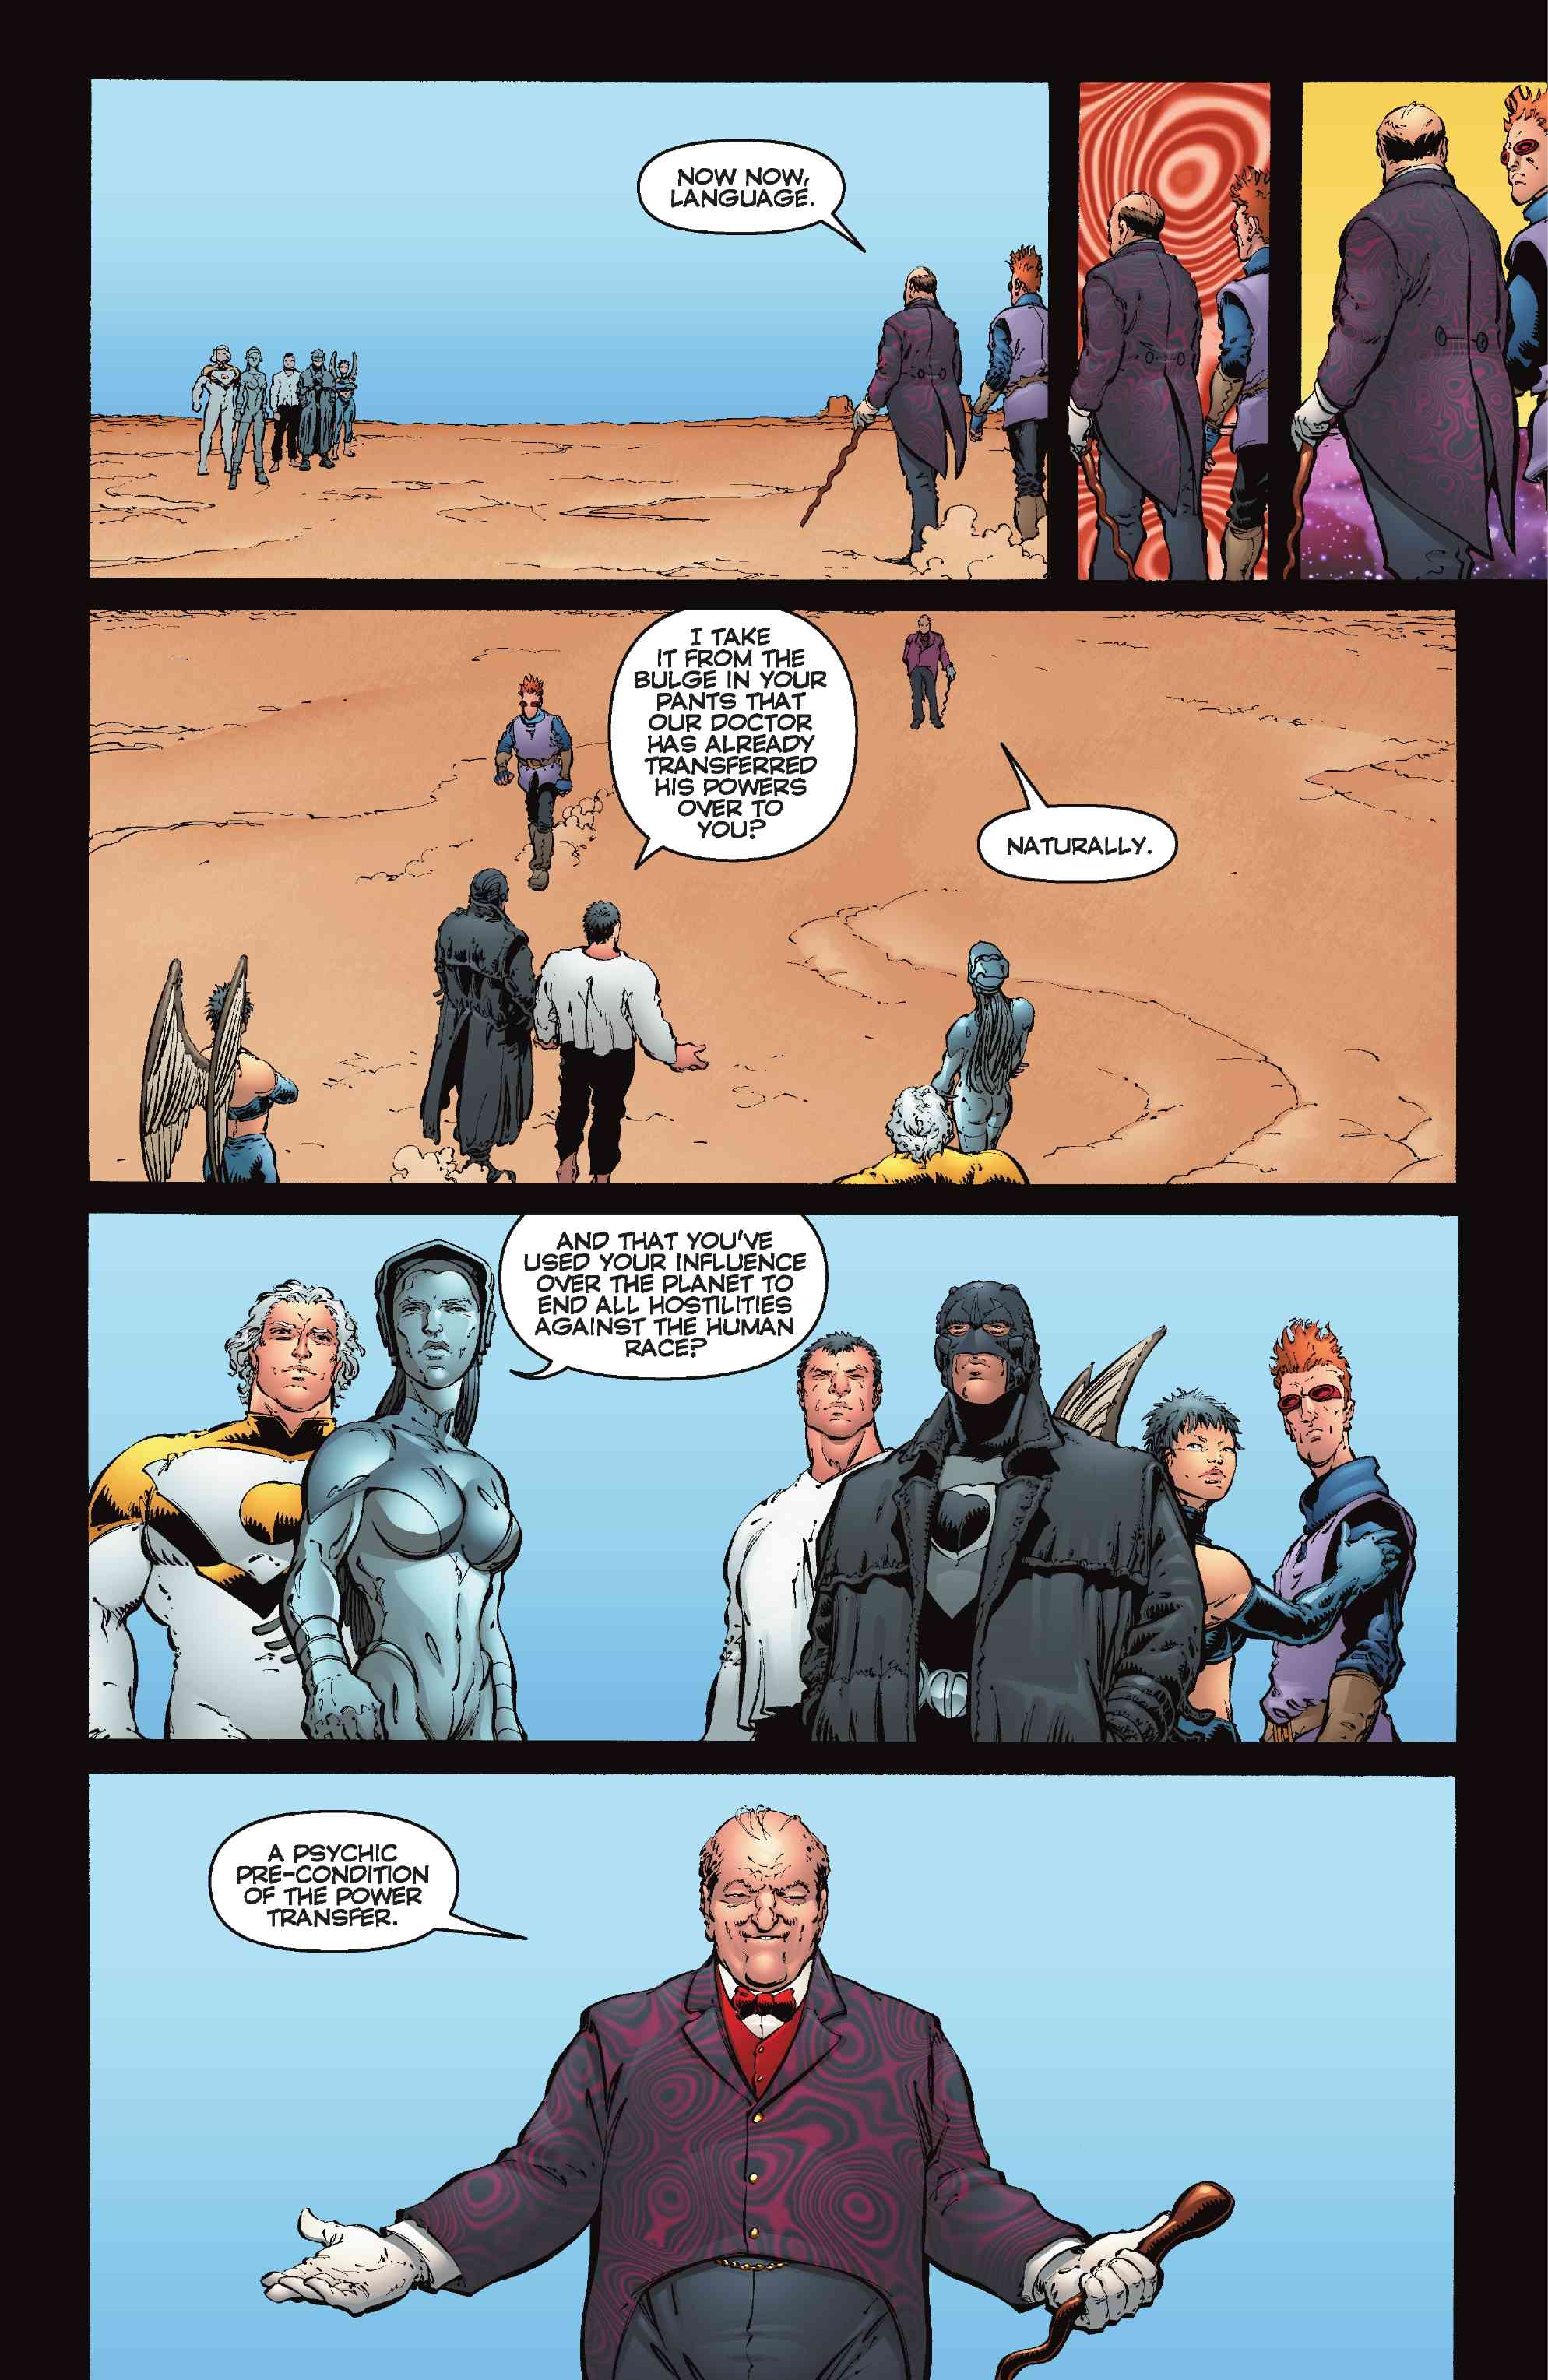 NOW NOW,
LANGUAGE.
I TAKE
IT FROM THE
BULGE IN YOUR
PANTS THAT
OUR DOCTOR
HAS ALREADY
TRANSFERRED
HIS POWERS
OVER TO
YOU?
NATURALLY.
AND THAT YOU'VE
USED YOUR INFLUENCE
OVER THE PLANET TO
END ALL HOSTILITIES
AGAINST THE HUMAN
RACE?
A PSYCHIC
PRE-CONDITION
OF THE POWER
TRANSFER.